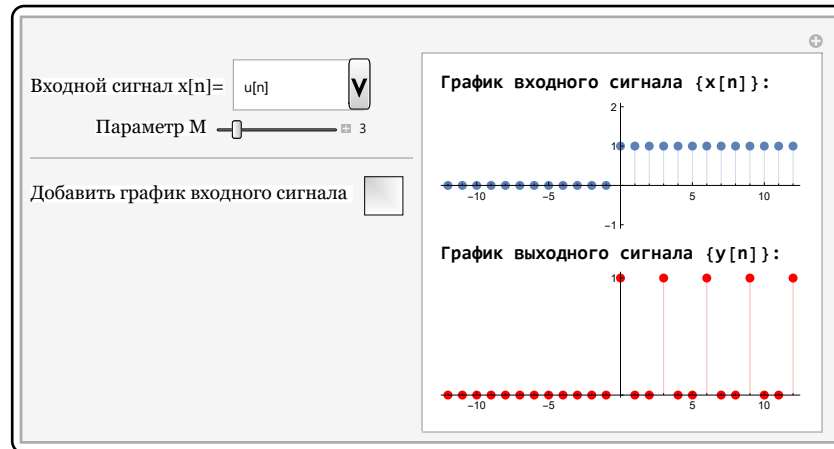 Входной сигнал x[n]= u[n]
Параметр M 3
Добавить график входного сигнала
График входного сигнала {x[n]}:
2
1
−10 −5 5 10
−1
График выходного сигнала {y[n]}:
1
−10 −5 5 10